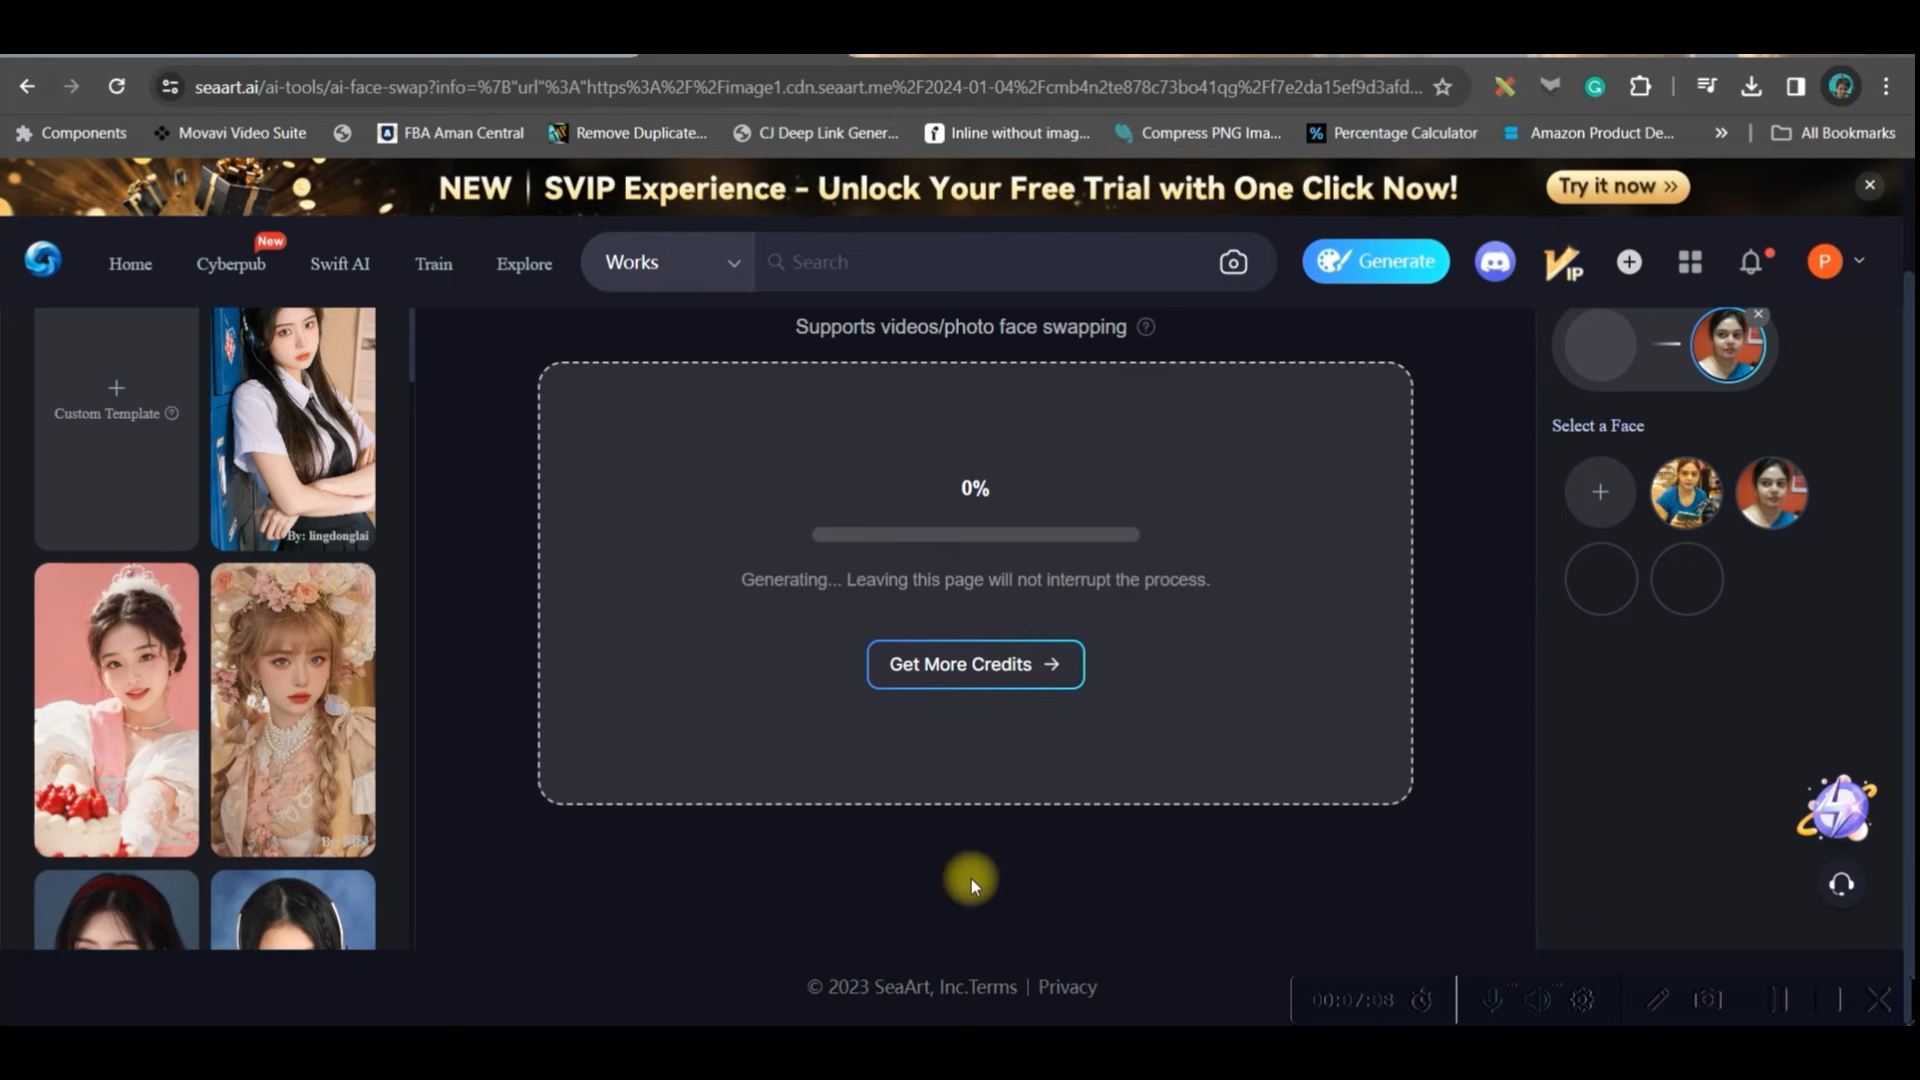 seaart.ai/ai-tools/ai-face-swap?info=%7B"url"%3A"https%3A%2F%2Fimage1.cdn.seaart.me%2F2024-01-04%2Fcmb4n2te878c73bo41qg%2Ff7e2da15ef9d3afd...
Components Movavi Video Suite FBA Aman Central Remove Duplicate... CJ Deep Link Gener... Inline without imag... Compress PNG Ima... Percentage Calculator Amazon Product De... » All Bookmarks
NEW | SVIP Experience - Unlock Your Free Trial with One Click Now! Try it now »
New
Home Cyberpub Swift AI Train Explore Works Search Generate VIP P
Supports videos/photo face swapping ?
Custom Template ?
By: lingdonglai
Select a Face
0%
Generating... Leaving this page will not interrupt the process.
Get More Credits →
© 2023 SeaArt, Inc.Terms | Privacy
00:07:08